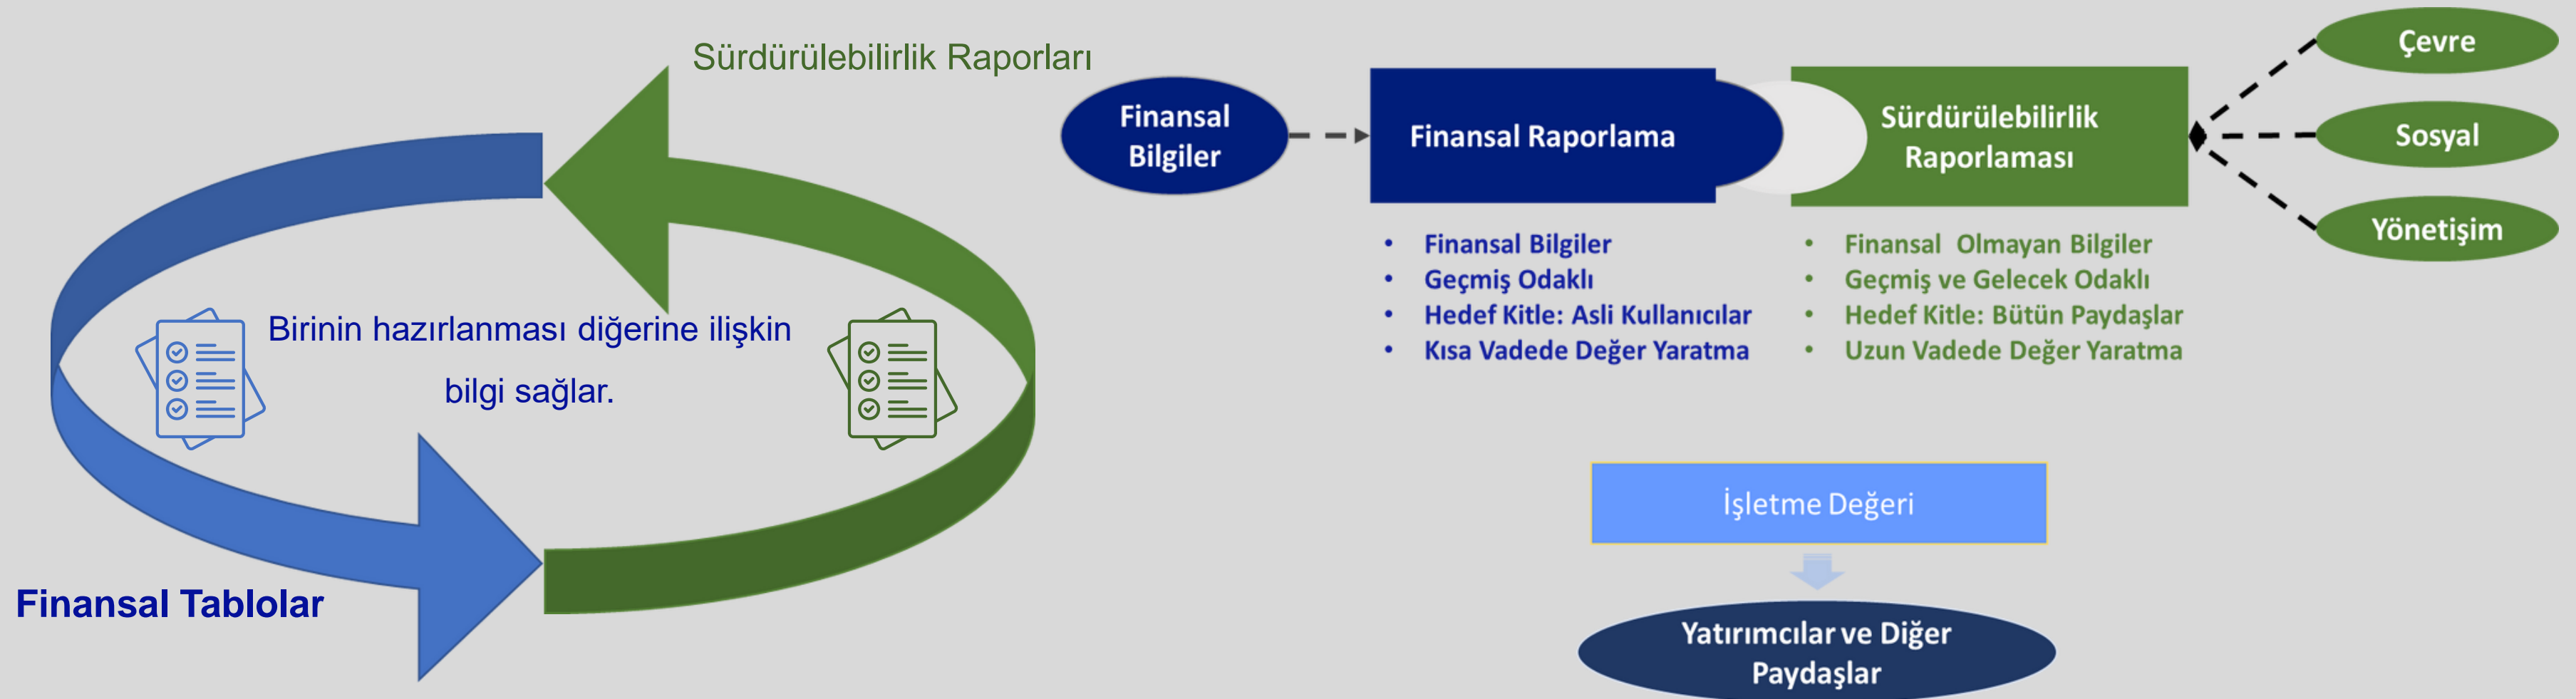 Sürdürülebilirlik Raporları
Birinin hazırlanması diğerine ilişkin
bilgi sağlar.
Finansal Tablolar
Finansal
Bilgiler
Finansal Raporlama
Sürdürülebilirlik
Raporlaması
Çevre
Sosyal
Yönetişim
• Finansal Bilgiler
• Geçmiş Odaklı
• Hedef Kitle: Asli Kullanıcılar
• Kısa Vadede Değer Yaratma
• Finansal Olmayan Bilgiler
• Geçmiş ve Gelecek Odaklı
• Hedef Kitle: Bütün Paydaşlar
• Uzun Vadede Değer Yaratma
İşletme Değeri
Yatırımcılar ve Diğer
Paydaşlar